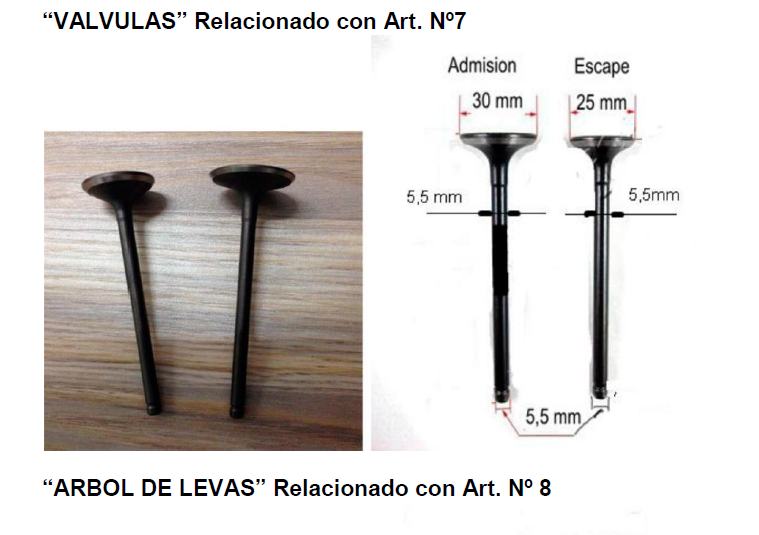 “VALVULAS” Relacionado con Art. Nº7
Admision Escape
30 mm 25 mm
5,5 mm 5,5mm
5,5 mm
“ARBOL DE LEVAS” Relacionado con Art. Nº 8